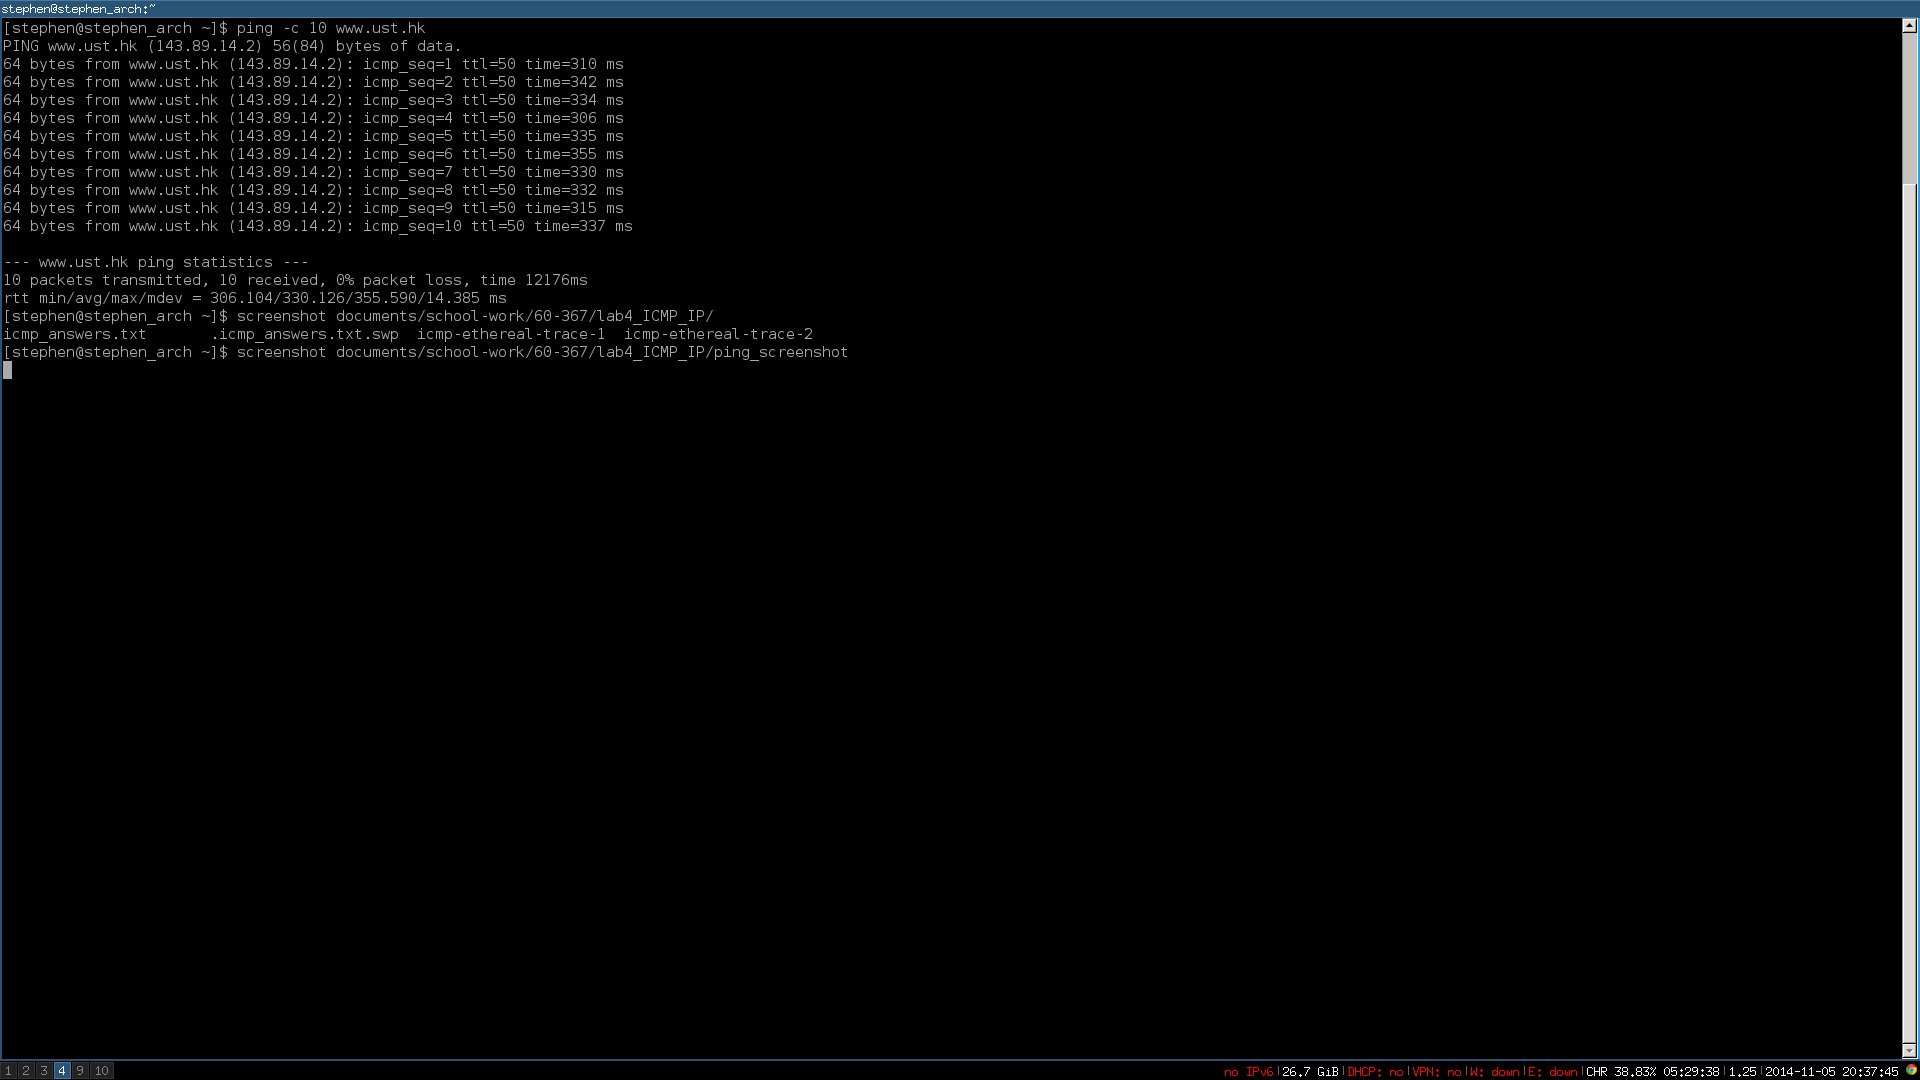 stephen@stephen_arch:~
[stephen@stephen_arch ~]$ ping -c 10 www.ust.hk
PING www.ust.hk (143.89.14.2) 56(84) bytes of data.
64 bytes from www.ust.hk (143.89.14.2): icmp_seq=1 ttl=50 time=310 ms
64 bytes from www.ust.hk (143.89.14.2): icmp_seq=2 ttl=50 time=342 ms
64 bytes from www.ust.hk (143.89.14.2): icmp_seq=3 ttl=50 time=334 ms
64 bytes from www.ust.hk (143.89.14.2): icmp_seq=4 ttl=50 time=306 ms
64 bytes from www.ust.hk (143.89.14.2): icmp_seq=5 ttl=50 time=335 ms
64 bytes from www.ust.hk (143.89.14.2): icmp_seq=6 ttl=50 time=355 ms
64 bytes from www.ust.hk (143.89.14.2): icmp_seq=7 ttl=50 time=330 ms
64 bytes from www.ust.hk (143.89.14.2): icmp_seq=8 ttl=50 time=332 ms
64 bytes from www.ust.hk (143.89.14.2): icmp_seq=9 ttl=50 time=315 ms
64 bytes from www.ust.hk (143.89.14.2): icmp_seq=10 ttl=50 time=337 ms
--- www.ust.hk ping statistics ---
10 packets transmitted, 10 received, 0% packet loss, time 12176ms
rtt min/avg/max/mdev = 306.104/330.126/355.590/14.385 ms
[stephen@stephen_arch ~]$ screenshot documents/school-work/60-367/lab4_ICMP_IP/
icmp_answers.txt       .icmp_answers.txt.swp  icmp-ethereal-trace-1  icmp-ethereal-trace-2
[stephen@stephen_arch ~]$ screenshot documents/school-work/60-367/lab4_ICMP_IP/ping_screenshot
1 2 3 4 9 10 no IPv6|26.7 GiB|DHCP: no|VPN: no|W: down|E: down|CHR 38.83% 05:29:38|1.25|2014-11-05 20:37:45